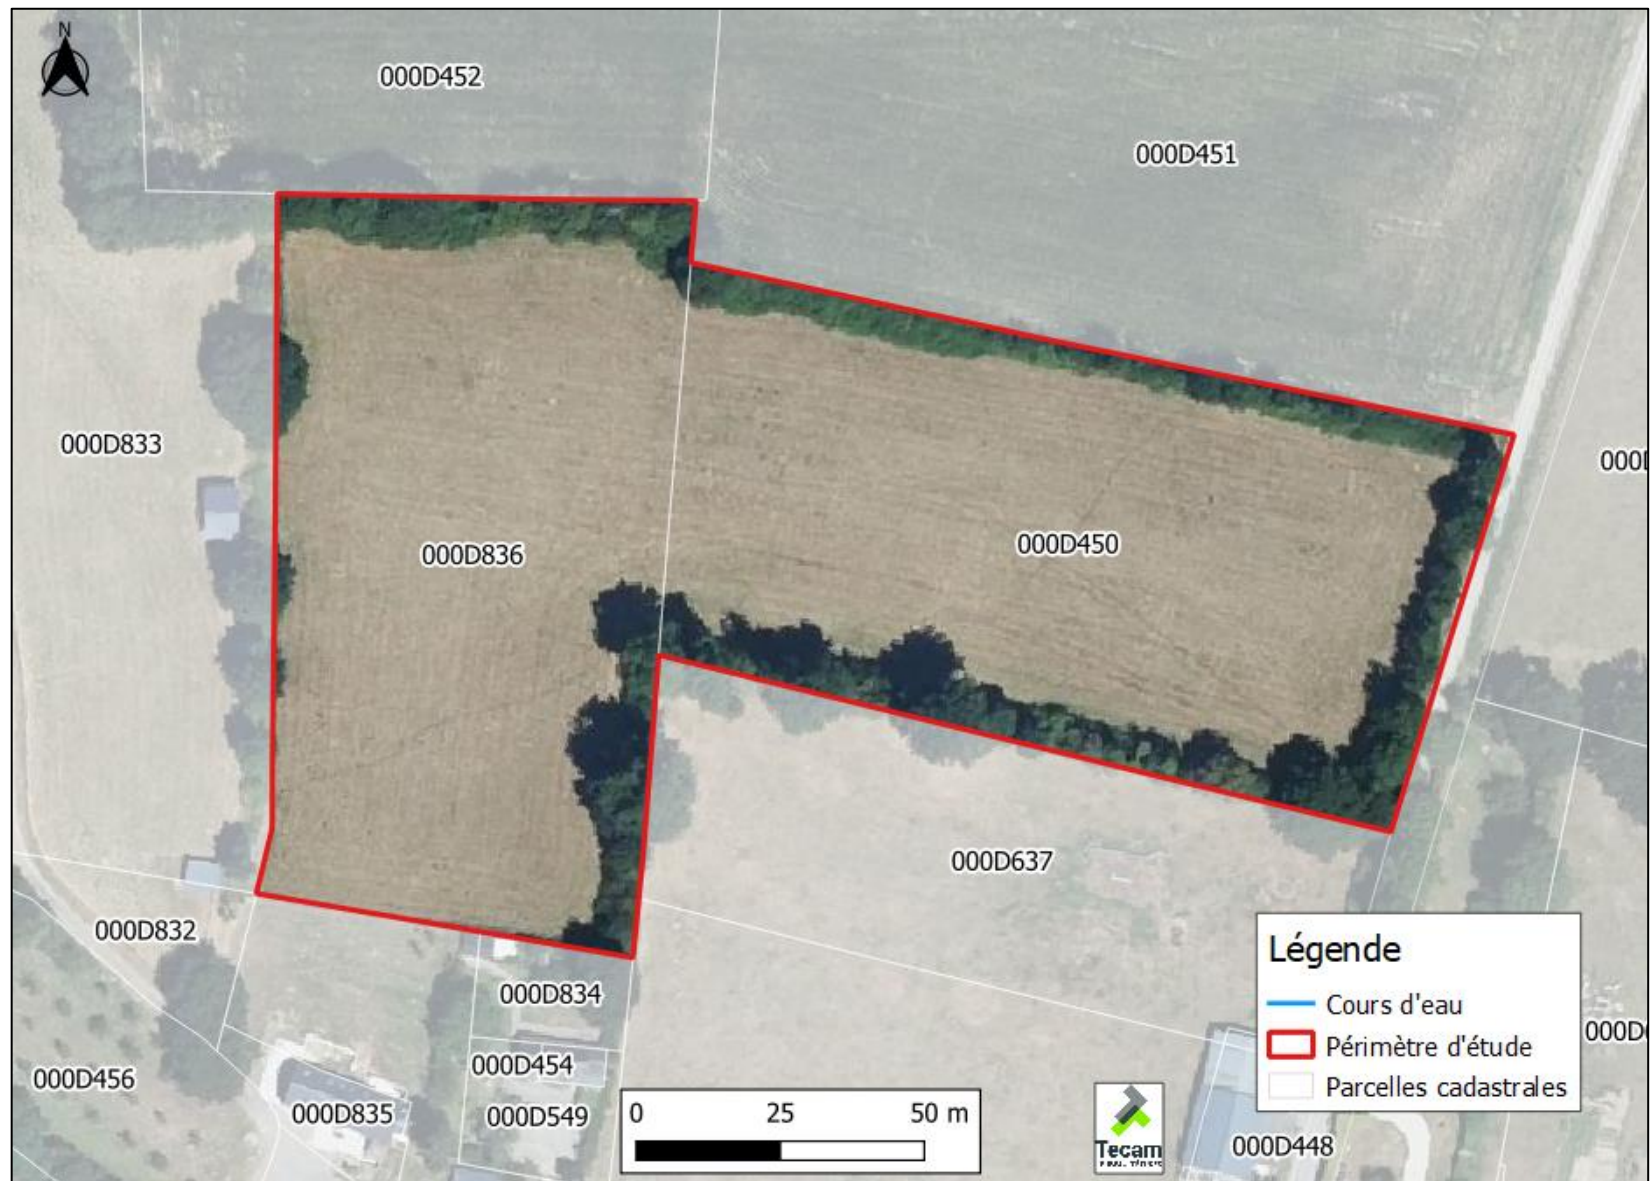 N
000D452
000D451
000D833
000D836
000D450
000D637
000D832
000D834
000D454
000D456
000D835
000D549
000D448
Légende
Cours d'eau
Périmètre d'étude
Parcelles cadastrales
0 25 50 m
Tecam